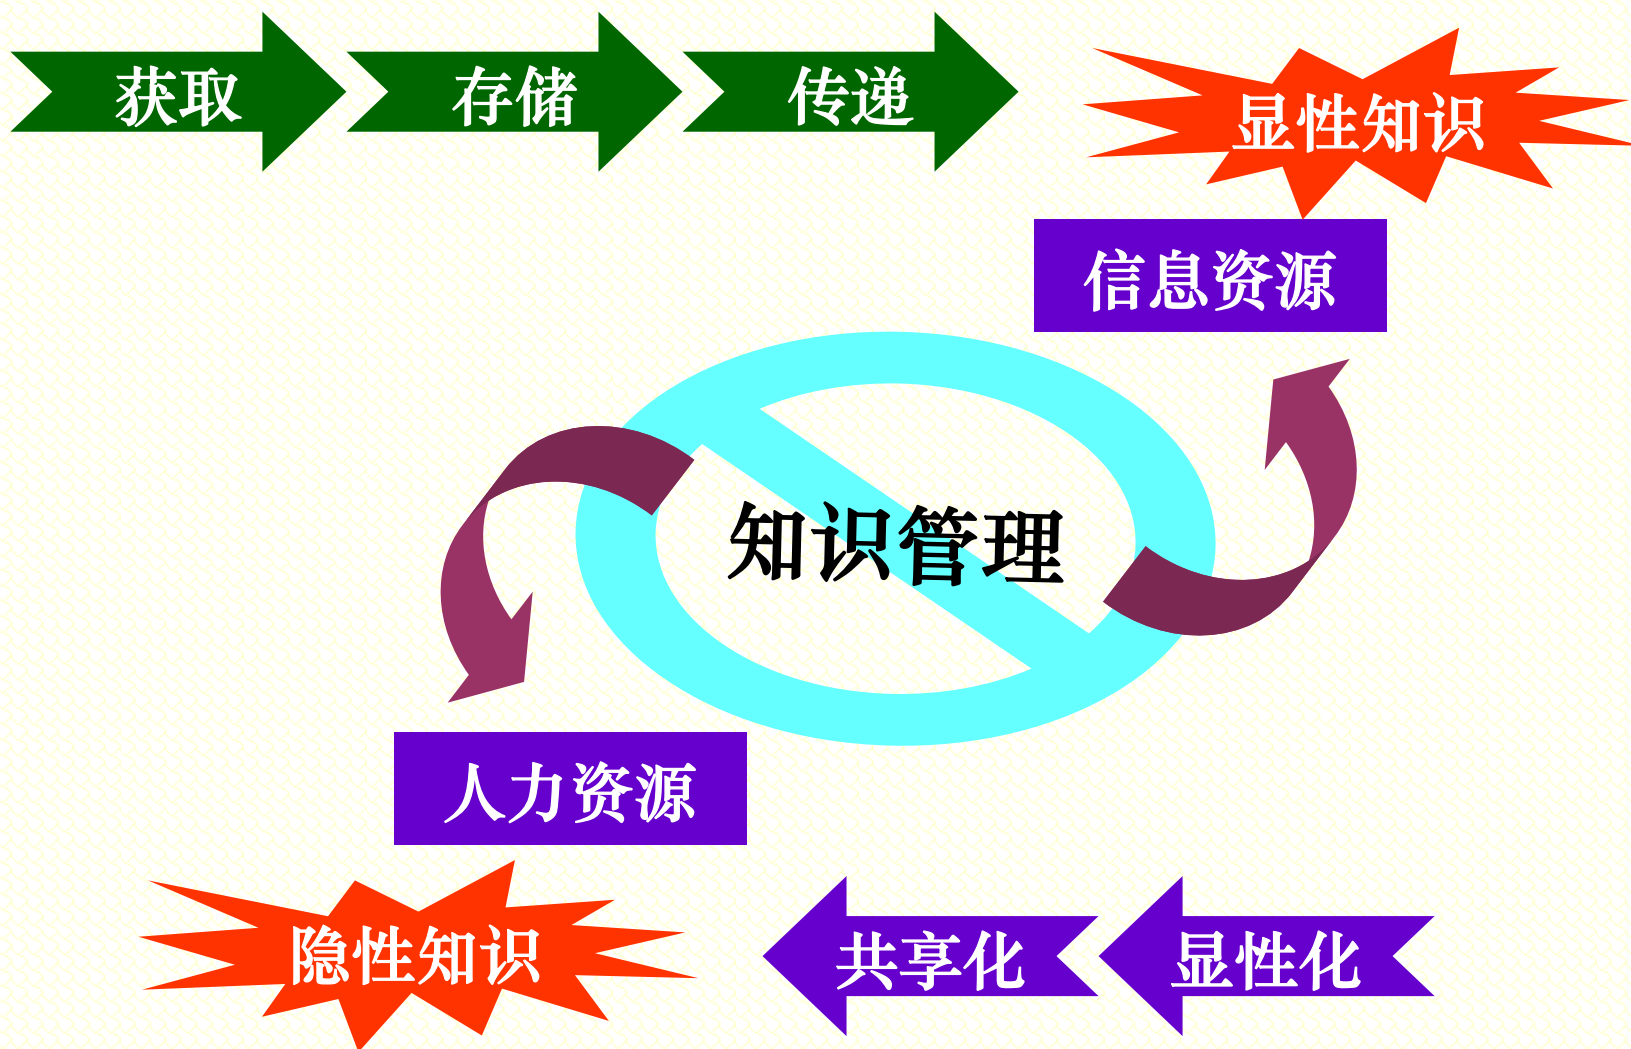 获取
存储
传递
显性知识
信息资源
知识管理
人力资源
隐性知识
共享化
显性化